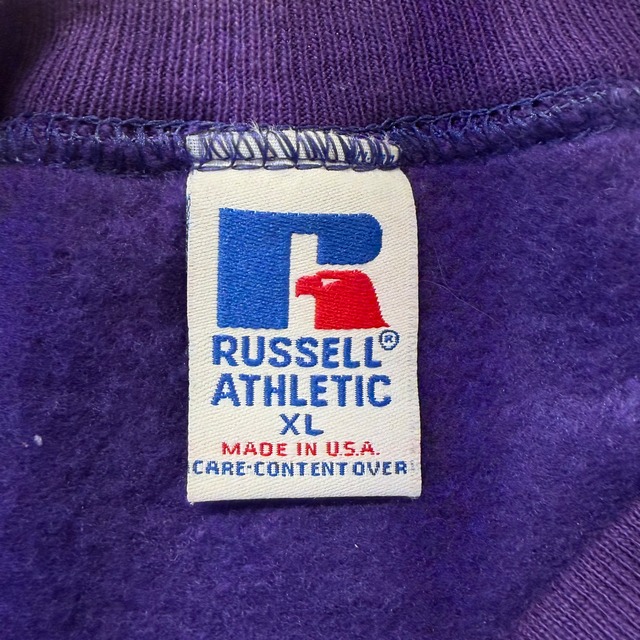 RUSSELL®
ATHLETIC
XL
MADE IN U.S.A.
CARE-CONTENT OVER